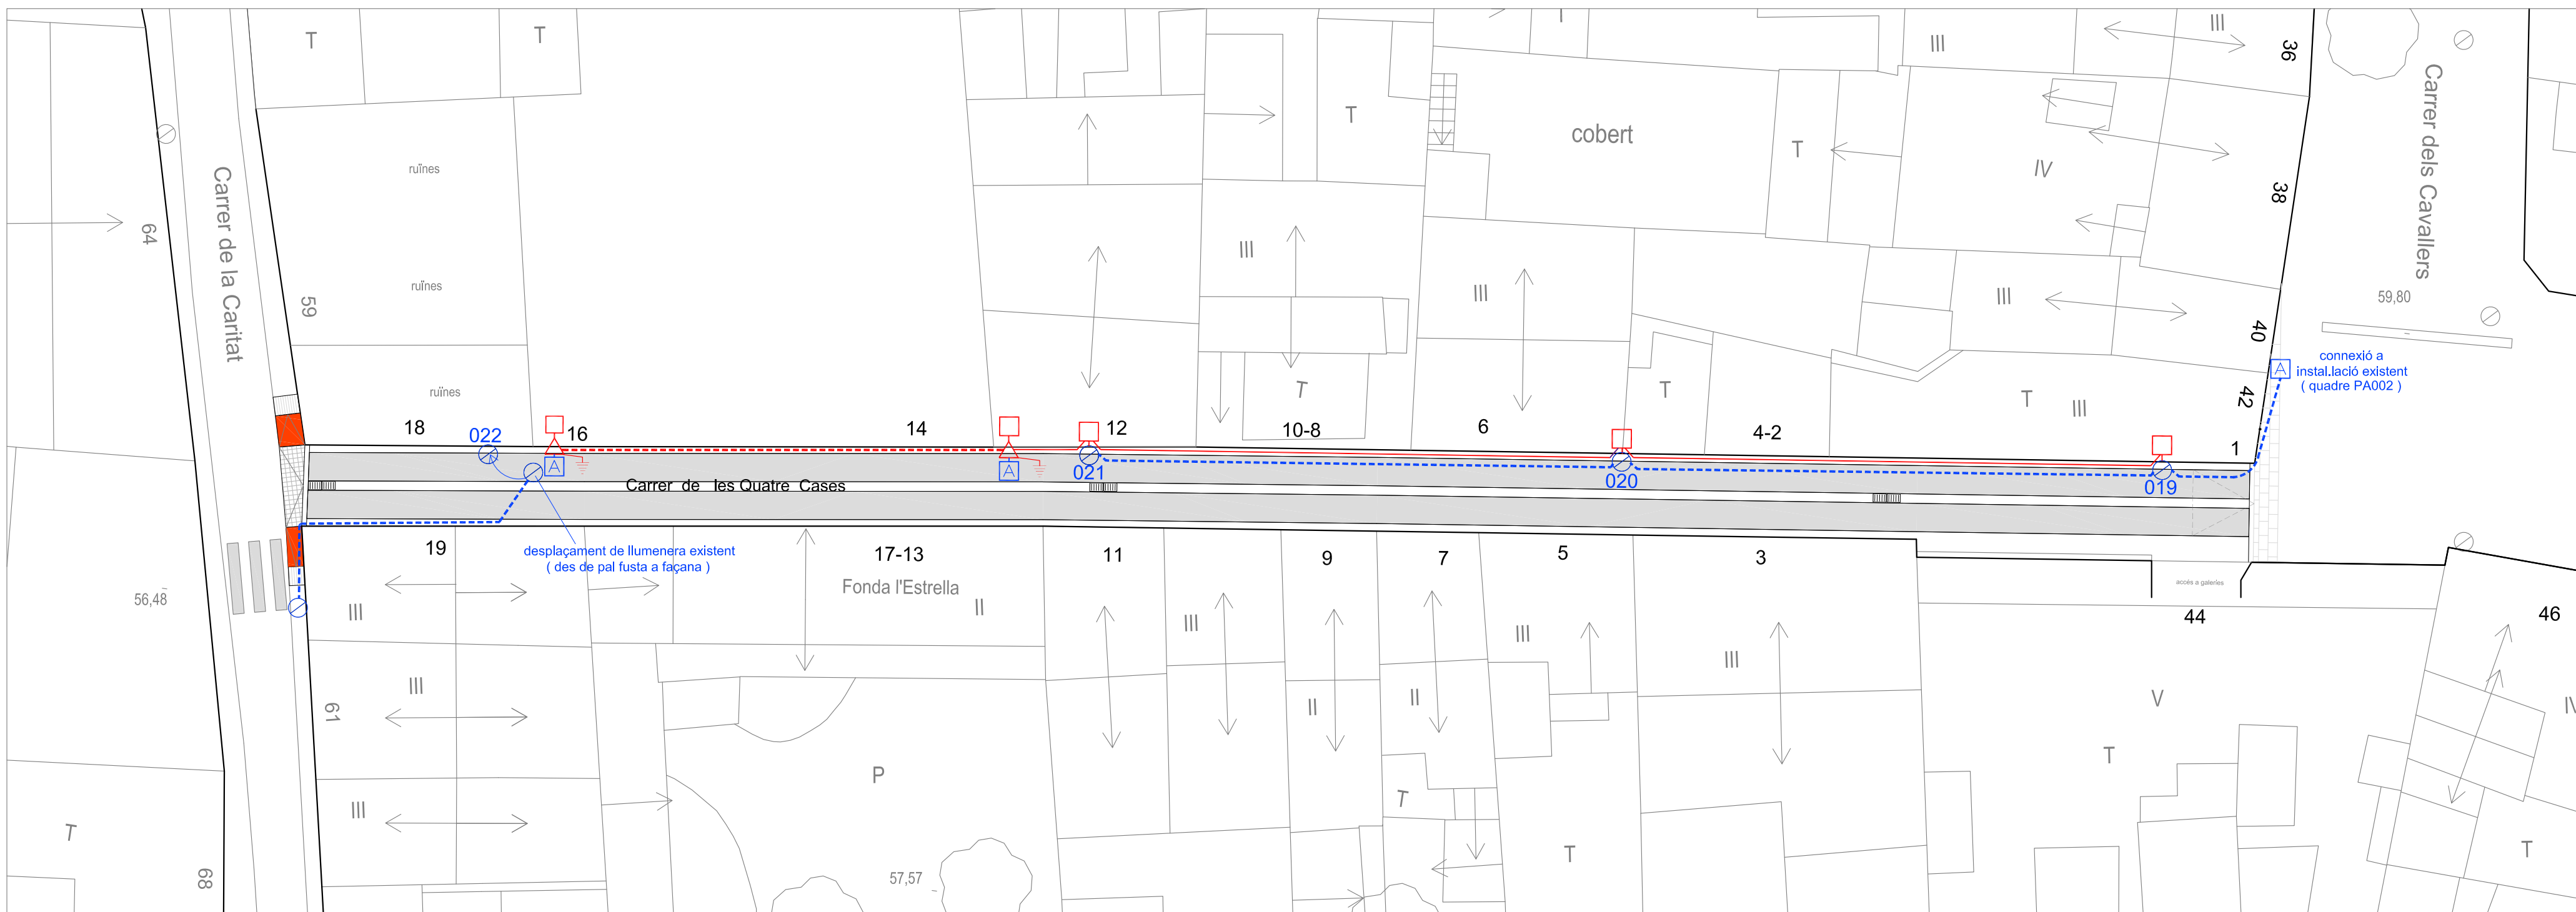 T
T
III
III
36
Carrer dels Cavallers
T
cobert
T
IV
38
ruïnes
64
Carrer de la Caritat
59
ruïnes
III
III
III
59,80
40
connexió a
instal.lació existent
( quadre PA002 )
A
ruïnes
T
T
T
III
42
18
022
16
14
12
10-8
6
4-2
1
A
A
021
020
019
Carrer de les Quatre Cases
19
desplaçament de llumenera existent
( des de pal fusta a façana )
17-13
Fonda l'Estrella
II
11
9
7
5
3
accés a galeríes
44
46
56,48
III
III
III
III
61
III
II
II
V
IV
P
T
T
III
T
T
T
68
57,57